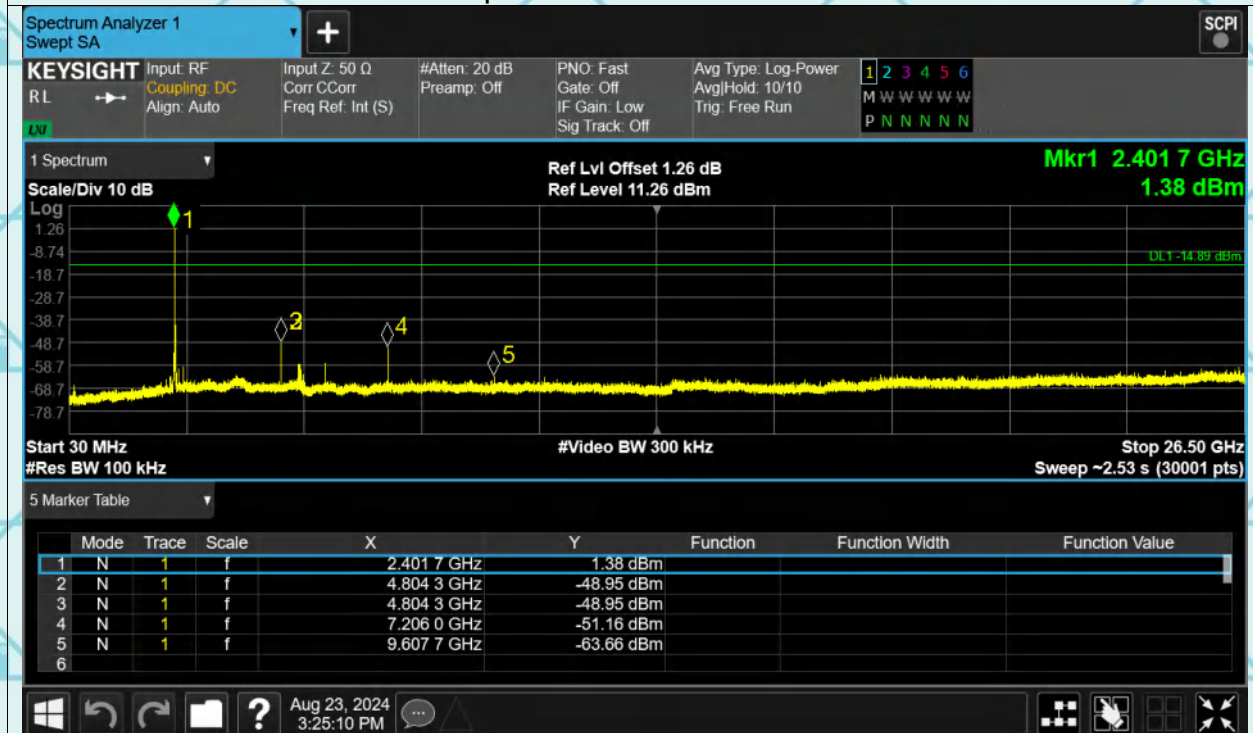 Spectrum Analyzer 1
Swept SA
+
SCPI
KEYSIGHT
RL
LXI
Input: RF
Coupling: DC
Align: Auto
Input Z: 50 Ω
Corr CCorr
Freq Ref: Int (S)
#Atten: 20 dB
Preamp: Off
PNO: Fast
Gate: Off
IF Gain: Low
Sig Track: Off
Avg Type: Log-Power
Avg|Hold: 10/10
Trig: Free Run
1 2 3 4 5 6
M W W W W W
P N N N N N
1 Spectrum
Scale/Div 10 dB
Ref Lvl Offset 1.26 dB
Ref Level 11.26 dBm
Mkr1 2.401 7 GHz
1.38 dBm
Log
1.26
-8.74
-18.7
-28.7
-38.7
-48.7
-58.7
-68.7
-78.7
1
3
4
5
DL1 -14.89 dBm
Start 30 MHz
#Video BW 300 kHz
Stop 26.50 GHz
#Res BW 100 kHz
Sweep ~2.53 s (30001 pts)
5 Marker Table
Mode Trace Scale X Y Function Function Width Function Value
1 N 1 f 2.401 7 GHz 1.38 dBm
2 N 1 f 4.804 3 GHz -48.95 dBm
3 N 1 f 4.804 3 GHz -48.95 dBm
4 N 1 f 7.206 0 GHz -51.16 dBm
5 N 1 f 9.607 7 GHz -63.66 dBm
6
?
Aug 23, 2024
3:25:10 PM